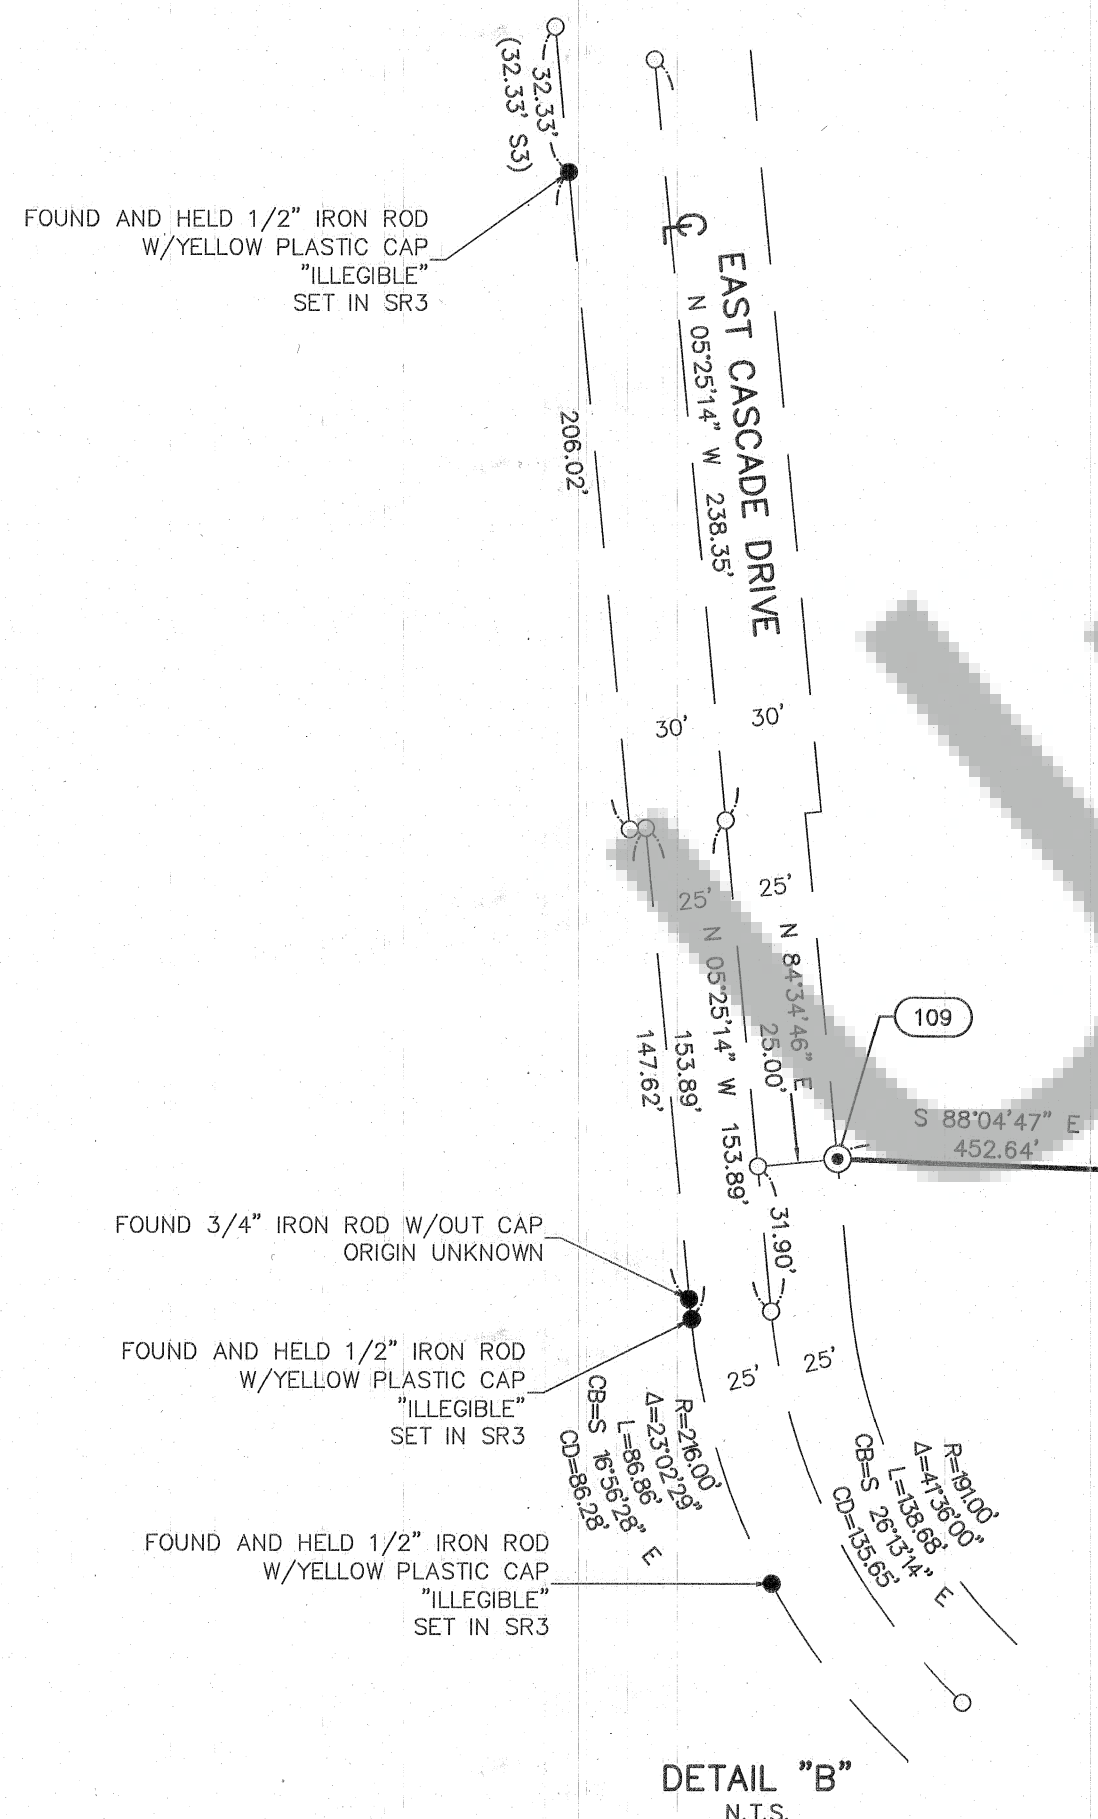 32.33'
(32.33' S3)
FOUND AND HELD 1/2" IRON ROD
W/YELLOW PLASTIC CAP
"ILLEGIBLE"
SET IN SR3
EAST CASCADE DRIVE
N 05°25'14" W 238.35'
206.02'
30'
30'
25'
25'
N 84°34'46" E
25.00'
N 05°25'14" W 153.89'
153.89'
147.62'
109
S 88°04'47" E
452.64'
31.90'
FOUND 3/4" IRON ROD W/OUT CAP
ORIGIN UNKNOWN
FOUND AND HELD 1/2" IRON ROD
W/YELLOW PLASTIC CAP
"ILLEGIBLE"
SET IN SR3
25'
25'
R=216.00'
Δ=23°02'29"
L=86.86'
CB=S 16°56'28" E
CD=86.28'
R=191.00'
Δ=41°36'00"
L=138.68'
CB=S 26°13'14" E
CD=135.65'
FOUND AND HELD 1/2" IRON ROD
W/YELLOW PLASTIC CAP
"ILLEGIBLE"
SET IN SR3
DETAIL "B"
N.T.S.